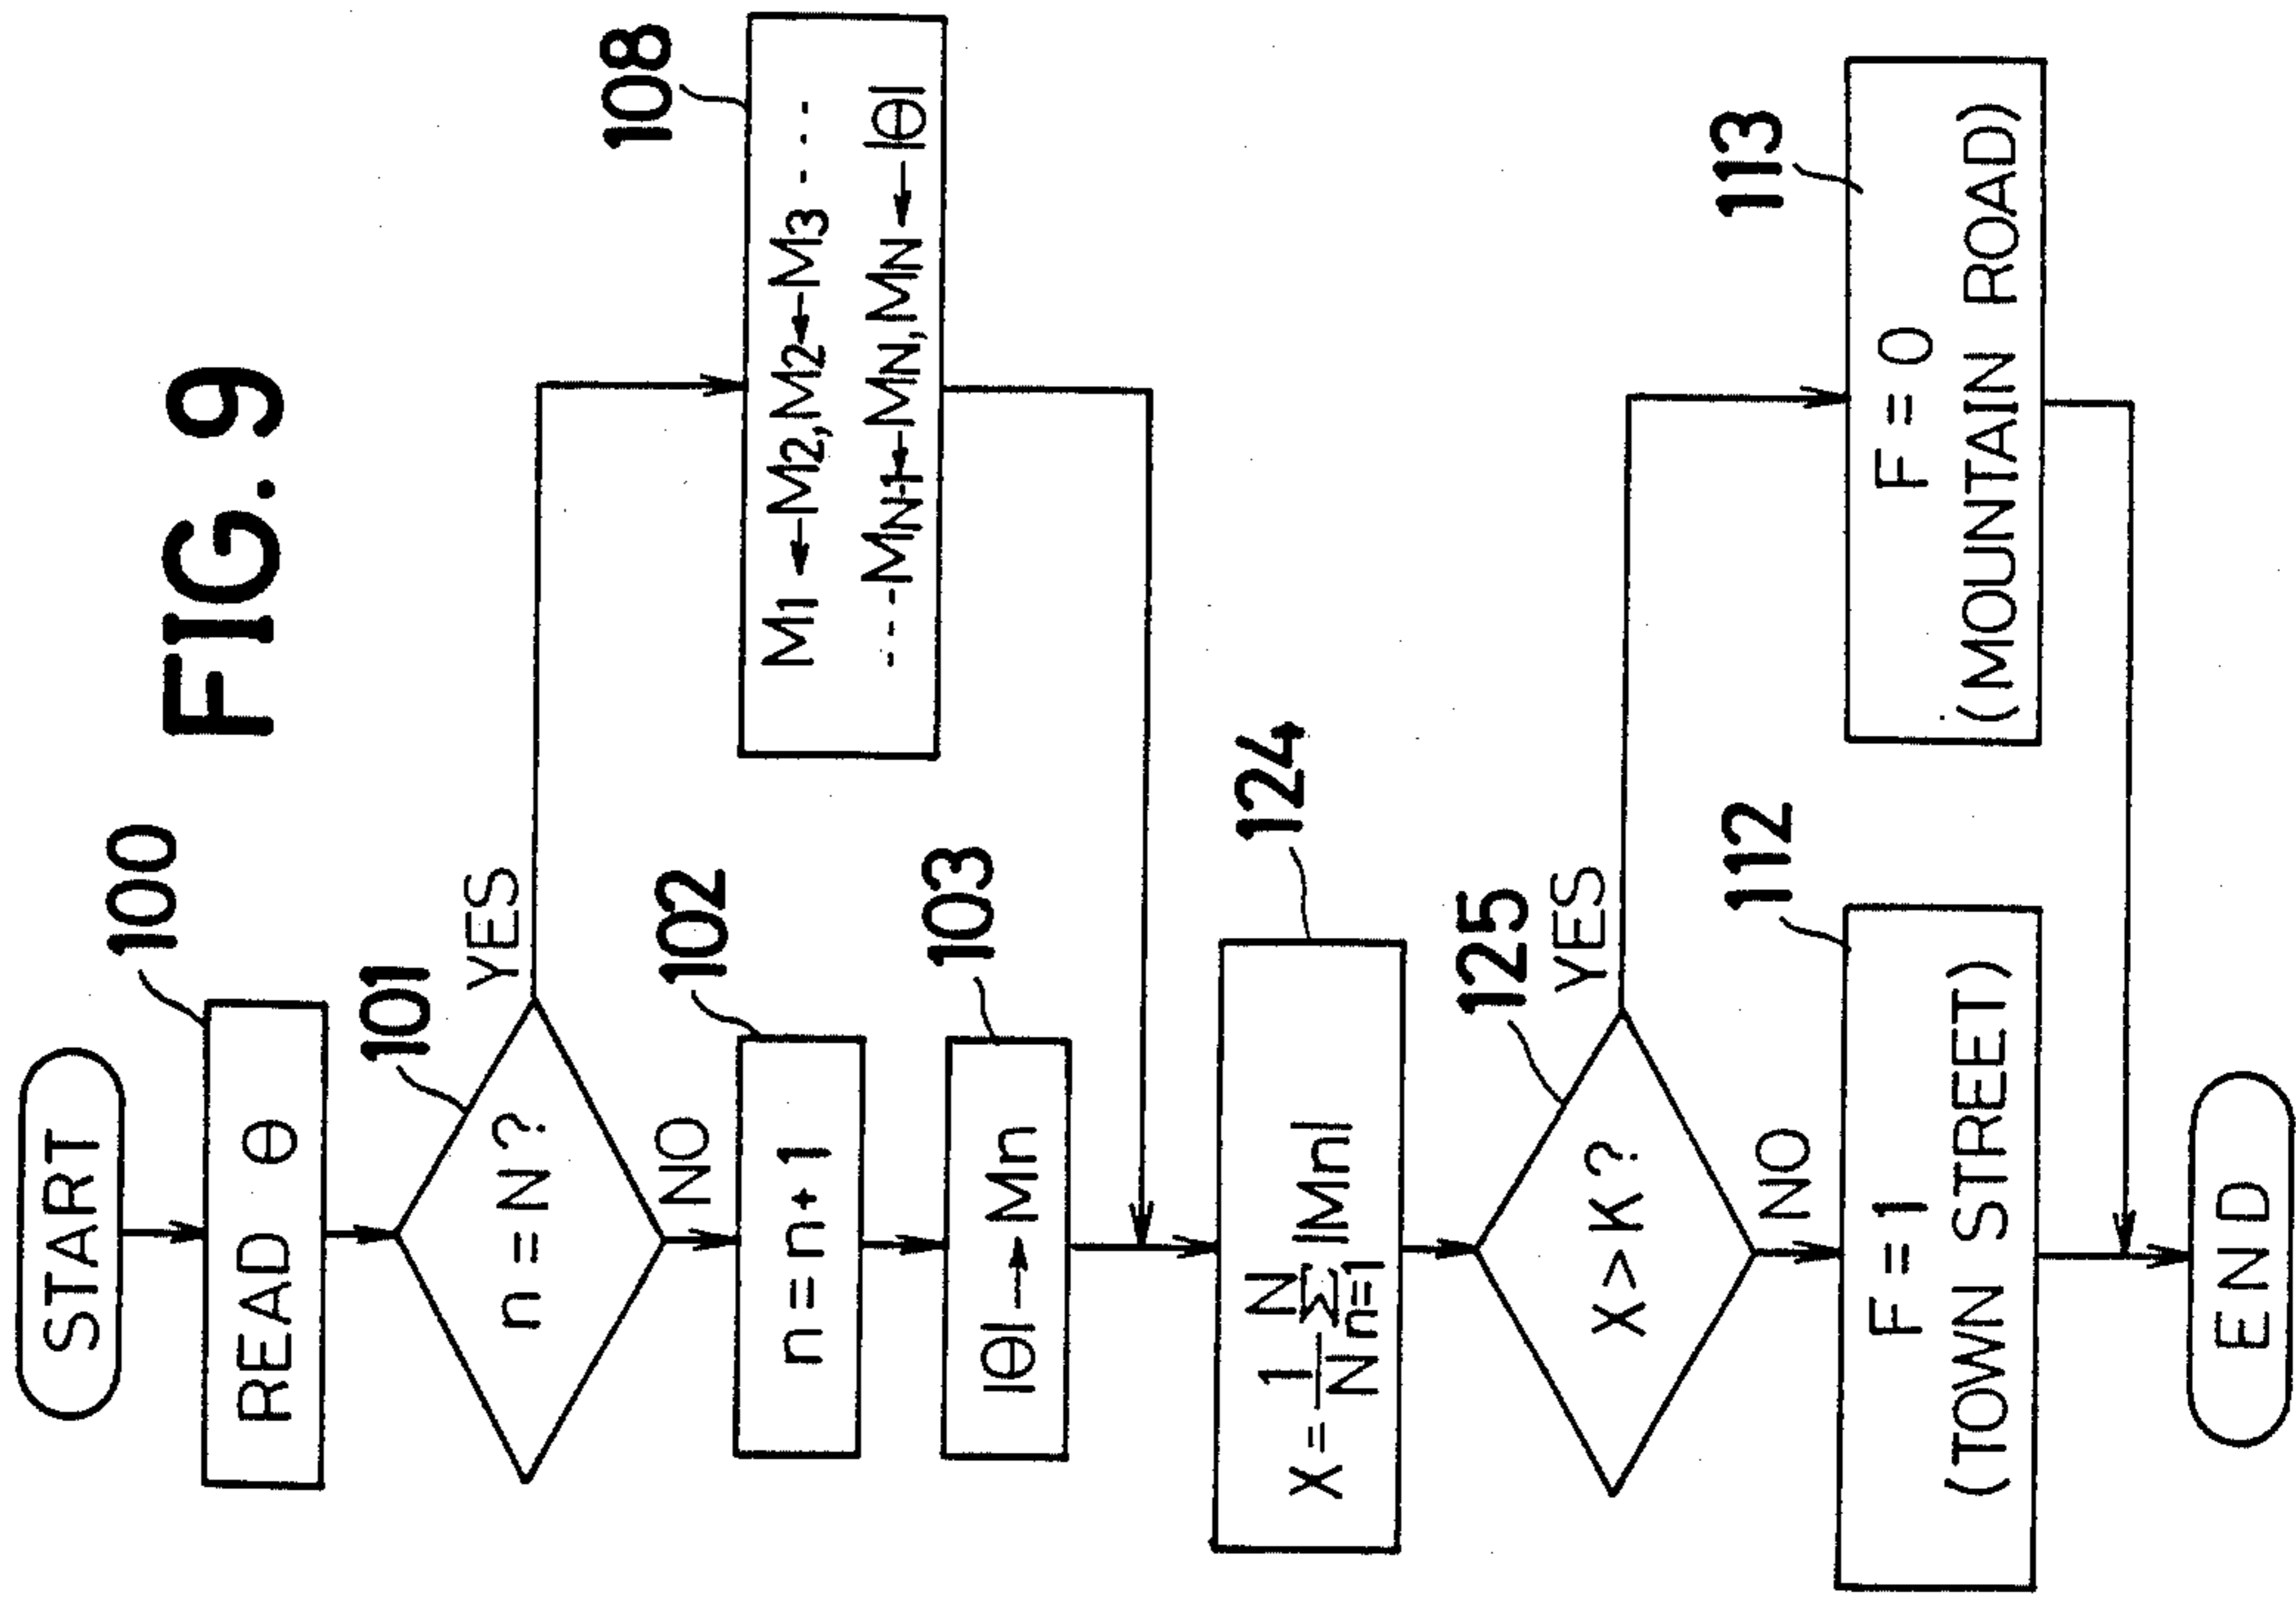 FIG. 9
START
100
READ θ
101
n = N ?
YES
NO
108
M1 ← M2, M2 ← M3 - - -
- - - MN-1 ← MN, MN ← |θ|
102
n = n + 1
103
|θ| → Mn
124
X = 1/N N Σ n=1 |Mn|
125
X > K ?
YES
NO
113
F = 0
(MOUNTAIN ROAD)
112
F = 1
(TOWN STREET)
END